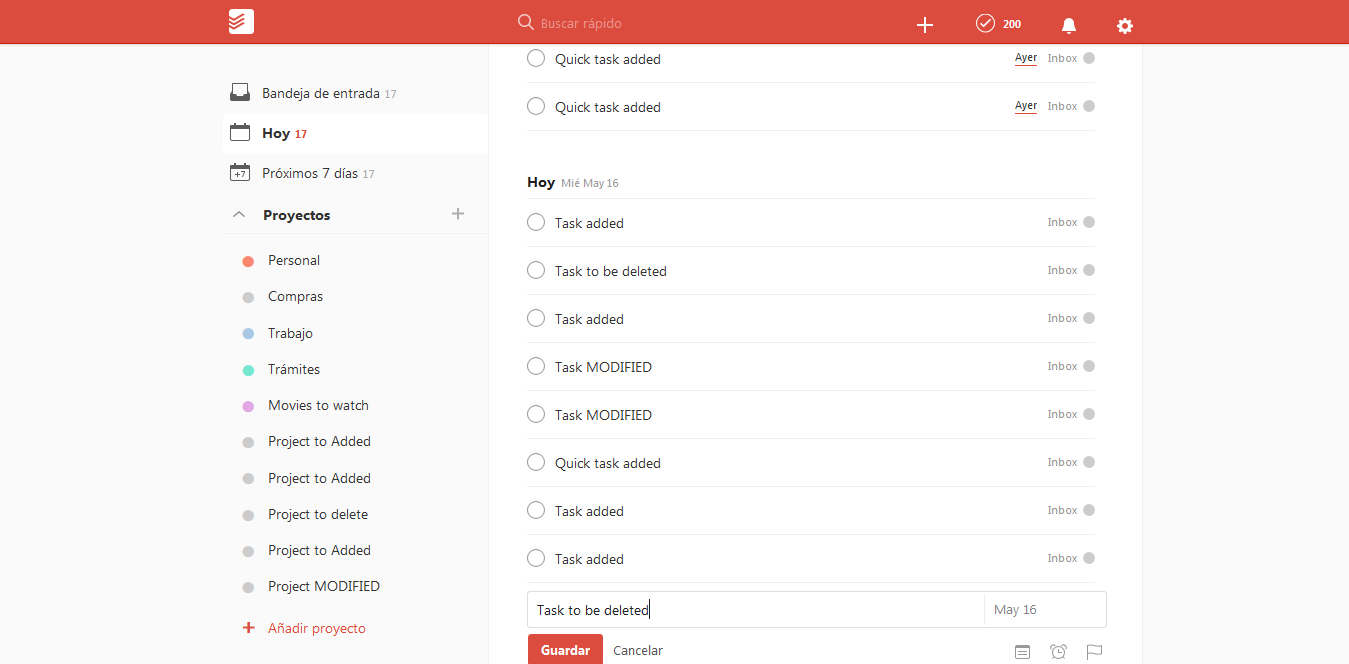 Buscar rápido
200
Bandeja de entrada 17
Hoy 17
+7 Próximos 7 días 17
Proyectos
Personal
Compras
Trabajo
Trámites
Movies to watch
Project to Added
Project to Added
Project to delete
Project to Added
Project MODIFIED
Añadir proyecto
Quick task added Ayer Inbox
Quick task added Ayer Inbox
Hoy Mié May 16
Task added Inbox
Task to be deleted Inbox
Task added Inbox
Task MODIFIED Inbox
Task MODIFIED Inbox
Quick task added Inbox
Task added Inbox
Task added Inbox
Task to be deleted May 16
Guardar Cancelar